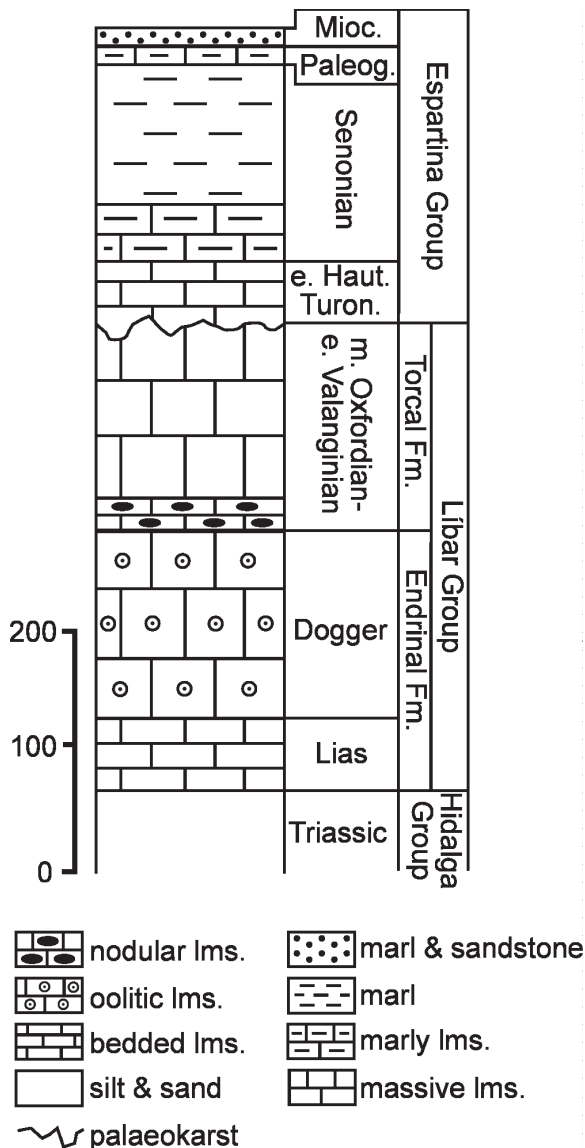 Mioc.
Paleog.
Senonian
e. Haut.
Turon.
m. Oxfordian-
e. Valanginian
Dogger
Lias
Triassic
Espartina Group
Torcal Fm.
Endrinal Fm.
Líbar Group
Hidalga
Group
200
100
0
nodular lms.
oolitic lms.
bedded lms.
silt & sand
palaeokarst
marl & sandstone
marl
marly lms.
massive lms.